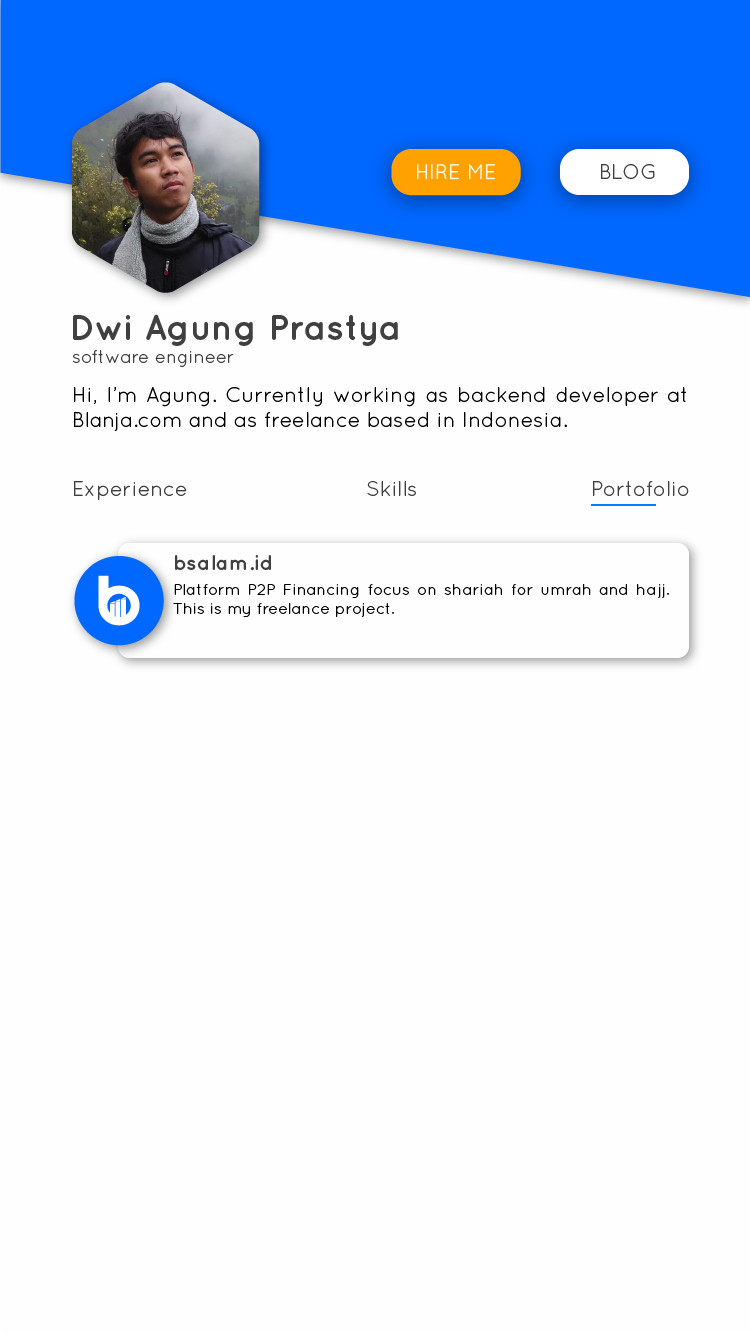 HIRE ME
BLOG
Dwi Agung Prastya
software engineer
Hi, I'm Agung. Currently working as backend developer at
Blanja.com and as freelance based in Indonesia.
Experience
Skills
Portofolio
bsalam.id
Platform P2P Financing focus on shariah for umrah and hajj.
This is my freelance project.
b